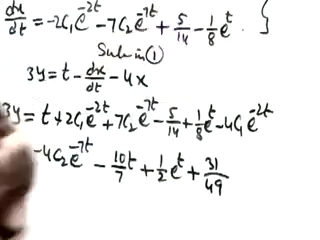 dx/dt = -2C₁e^{-2t} - 7C₂e^{-7t} + 5/14 - 1/8 e^t . }
Sub in (1)
3y = t - dx/dt - 4x
3y = t + 2C₁e^{-2t} + 7C₂e^{-7t} - 5/14 + 1/8 e^t - 4C₁e^{-2t}
-4C₂e^{-7t} - 10/7 t + 1/2 e^t + 31/49